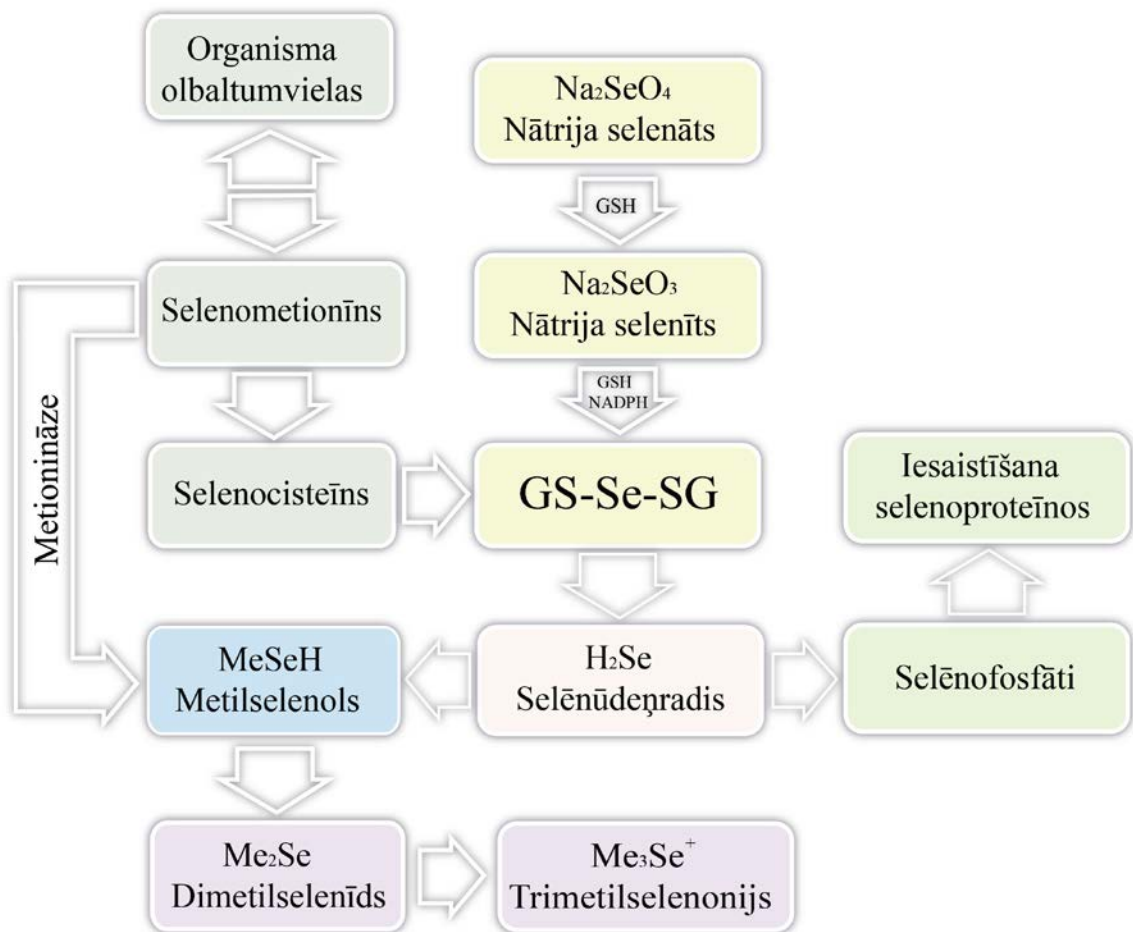 Organisma
olbaltumvielas
Na₂SeO₄
Nātrija selenāts
GSH
Selenometionīns
Na₂SeO₃
Nātrija selenīts
GSH
NADPH
Metionināze
Selenocisteīns
GS-Se-SG
Iesaistīšana
selenoproteīnos
MeSeH
Metilselenols
H₂Se
Selēnūdeņradis
Selēnofosfāti
Me₂Se
Dimetilselenīds
Me₃Se⁺
Trimetilselenonijs